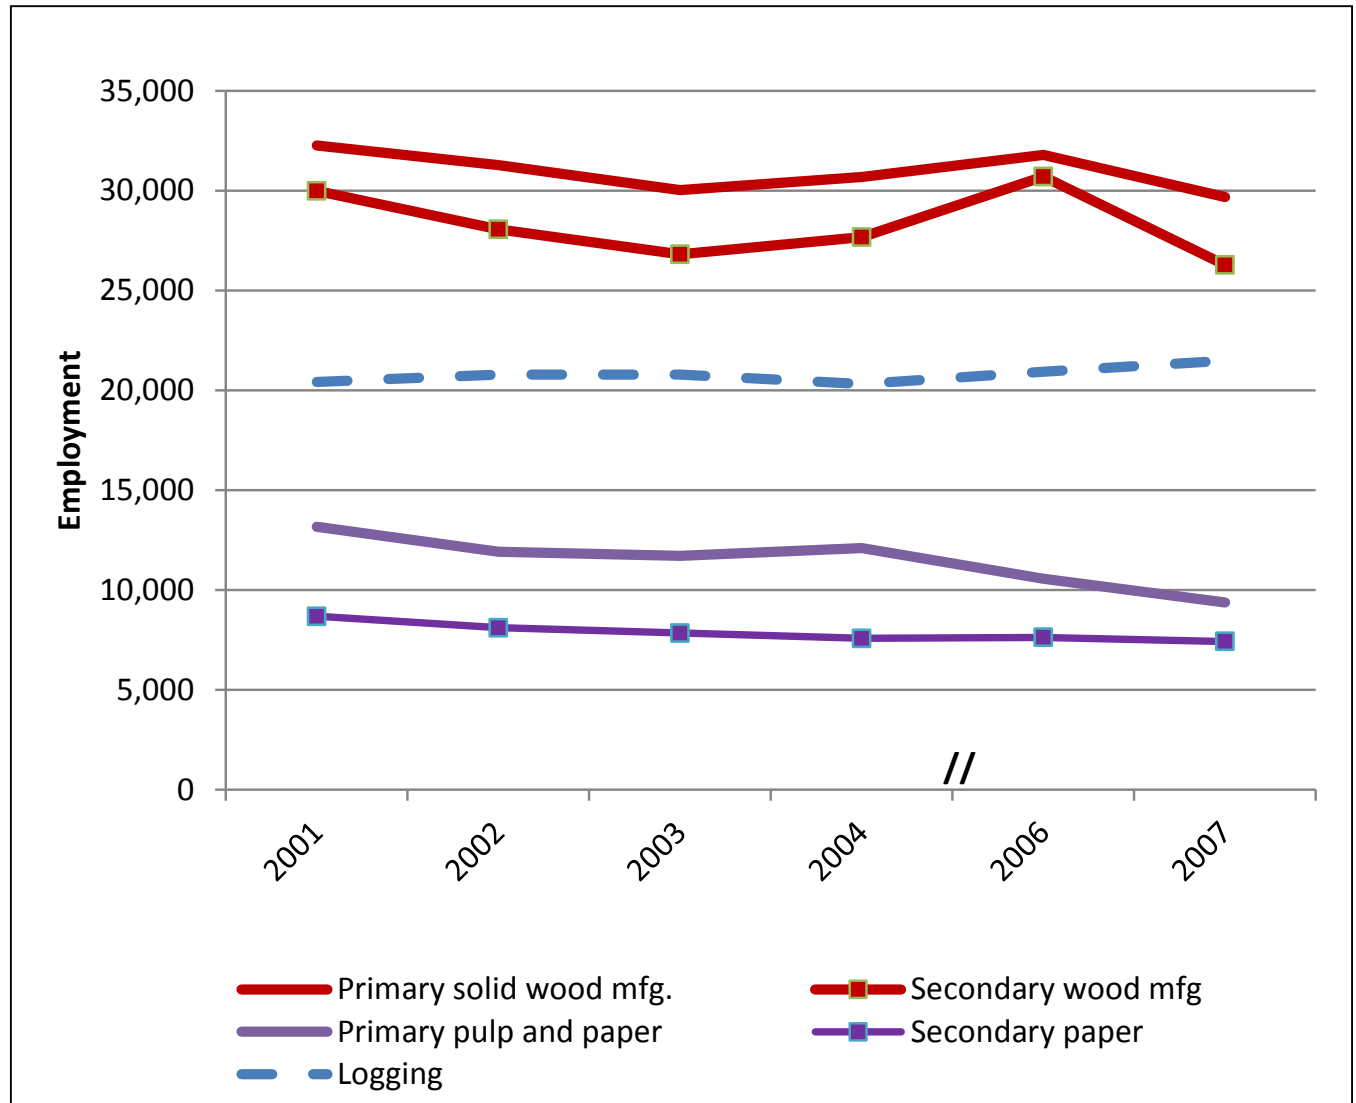 35,000
30,000
25,000
20,000
15,000
10,000
5,000
0
Employment
//
2001
2002
2003
2004
2006
2007
Primary solid wood mfg.
Secondary wood mfg
Primary pulp and paper
Secondary paper
Logging